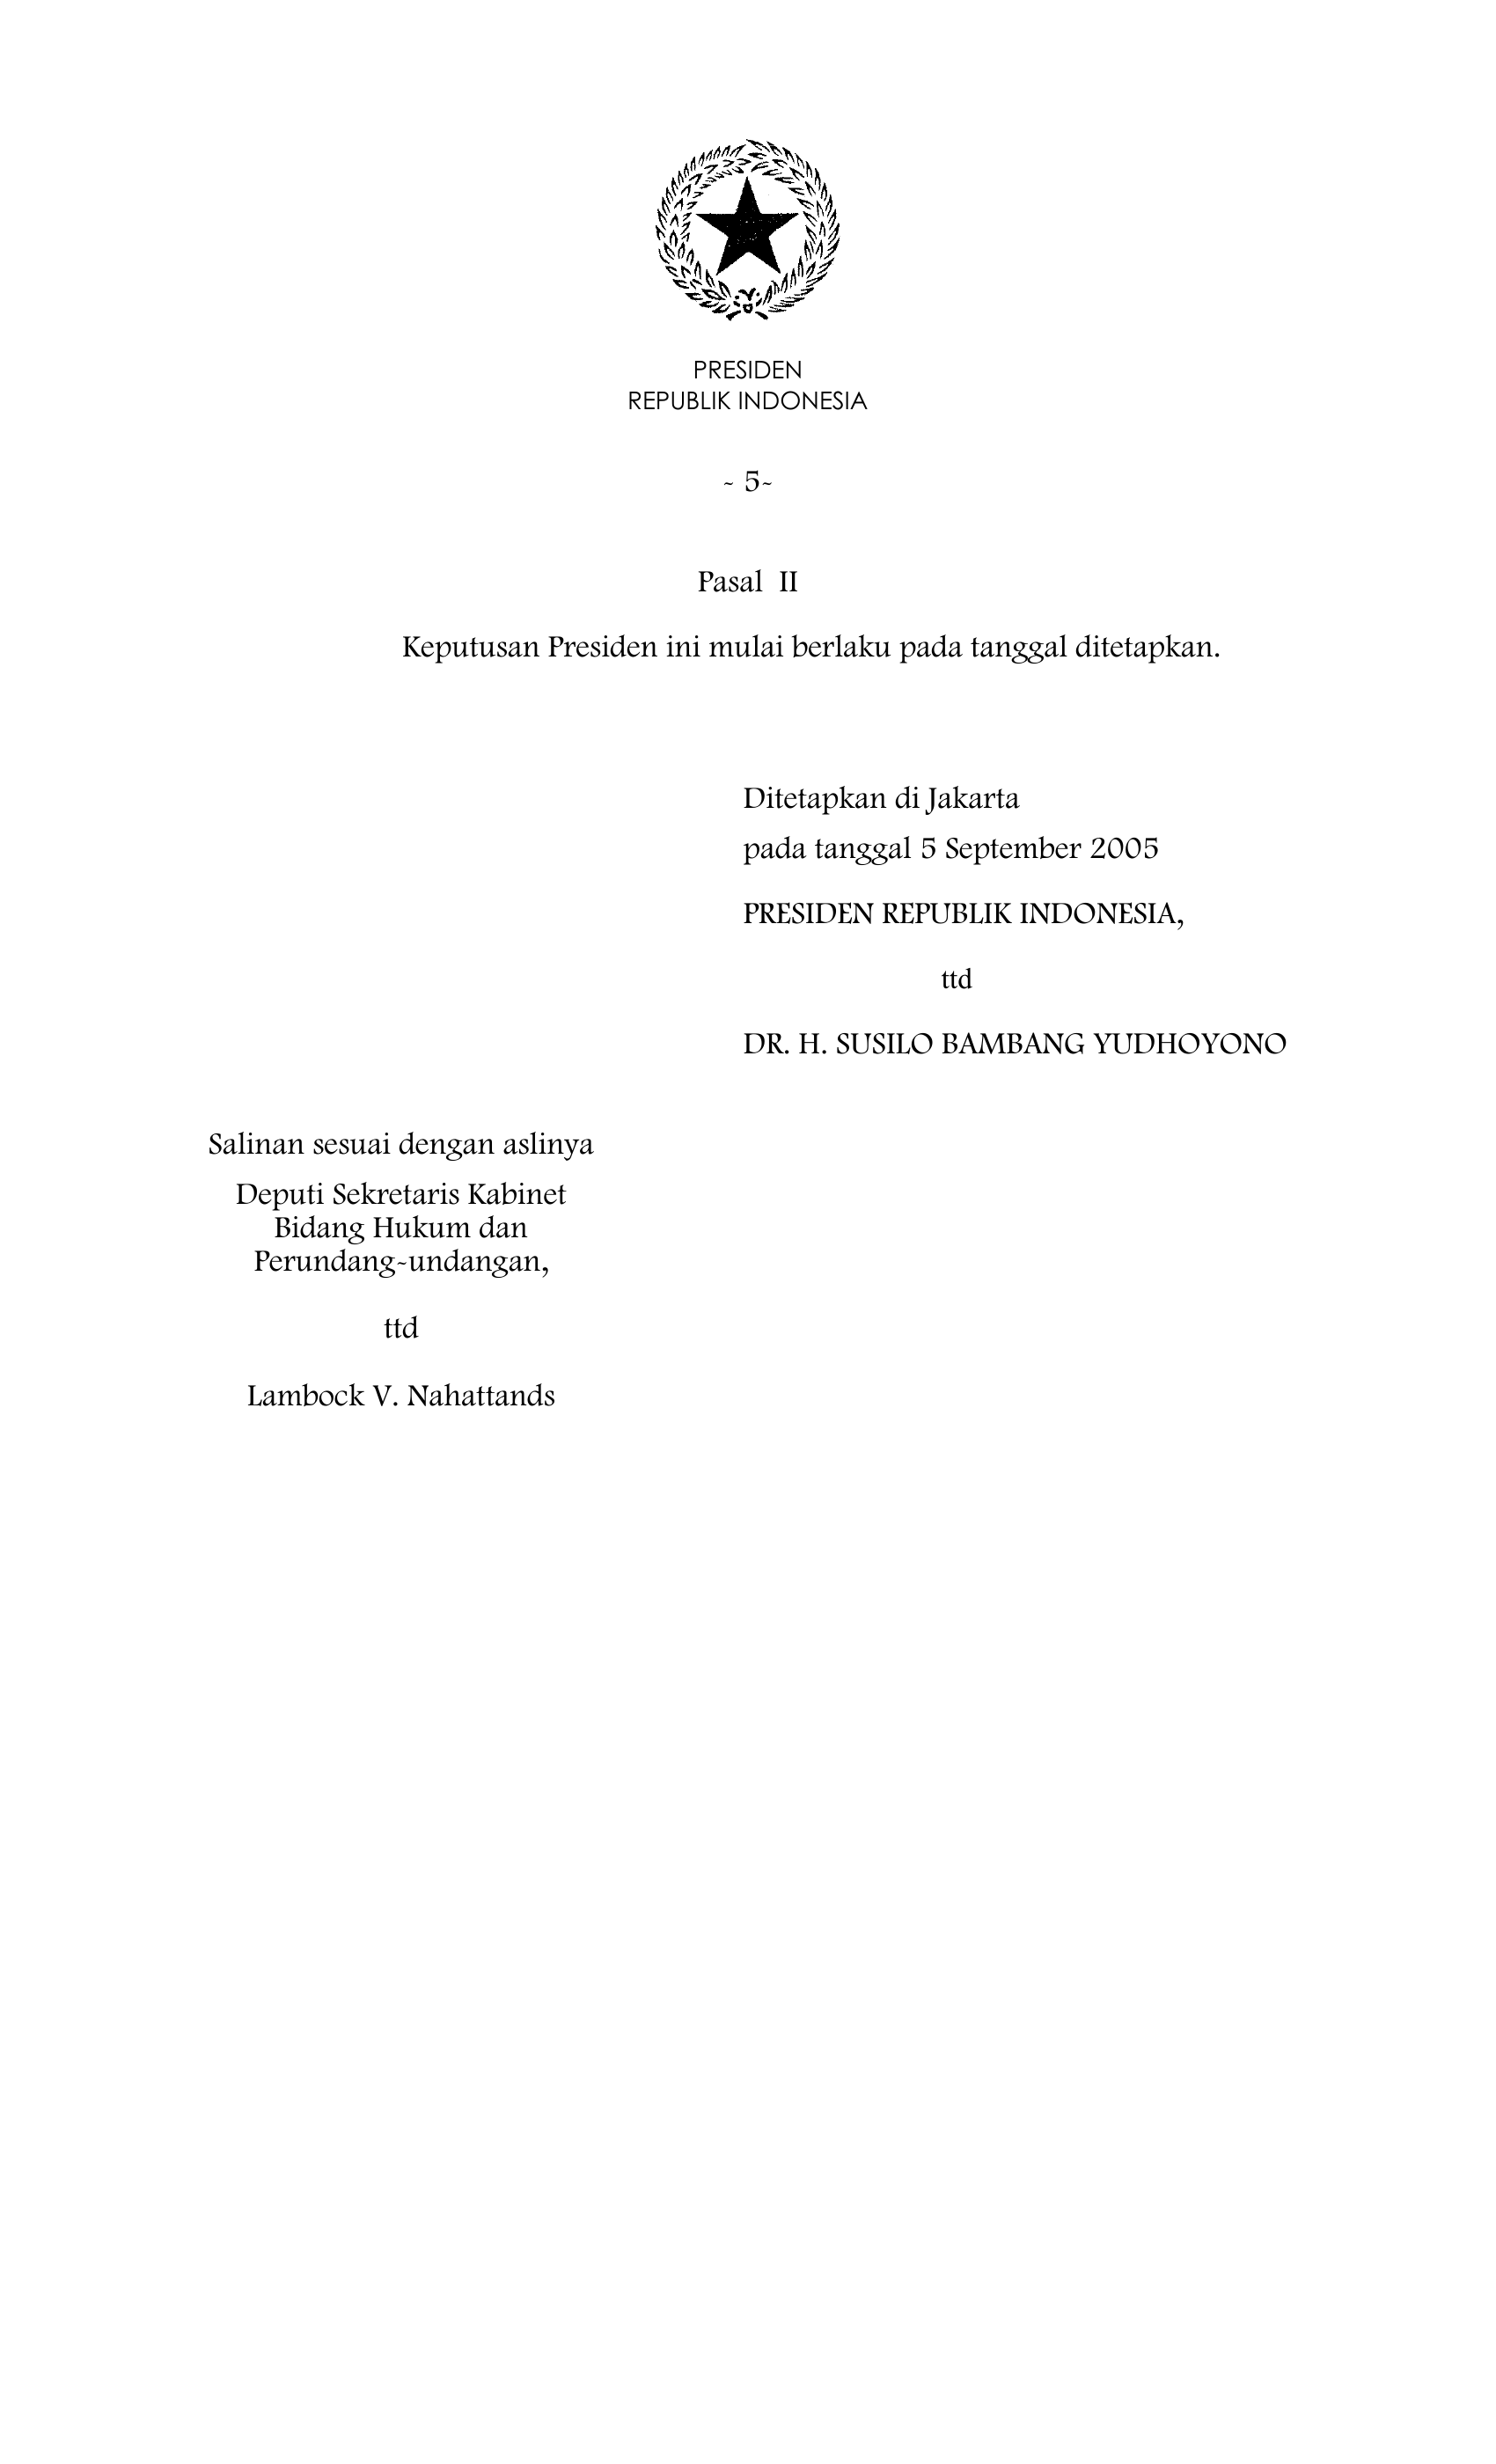 PRESIDEN
REPUBLIK INDONESIA
- 5-
Pasal II
Keputusan Presiden ini mulai berlaku pada tanggal ditetapkan.
Ditetapkan di Jakarta
pada tanggal 5 September 2005
PRESIDEN REPUBLIK INDONESIA,
ttd
DR. H. SUSILO BAMBANG YUDHOYONO
Salinan sesuai dengan aslinya
Deputi Sekretaris Kabinet
Bidang Hukum dan
Perundang-undangan,
ttd
Lambock V. Nahattands